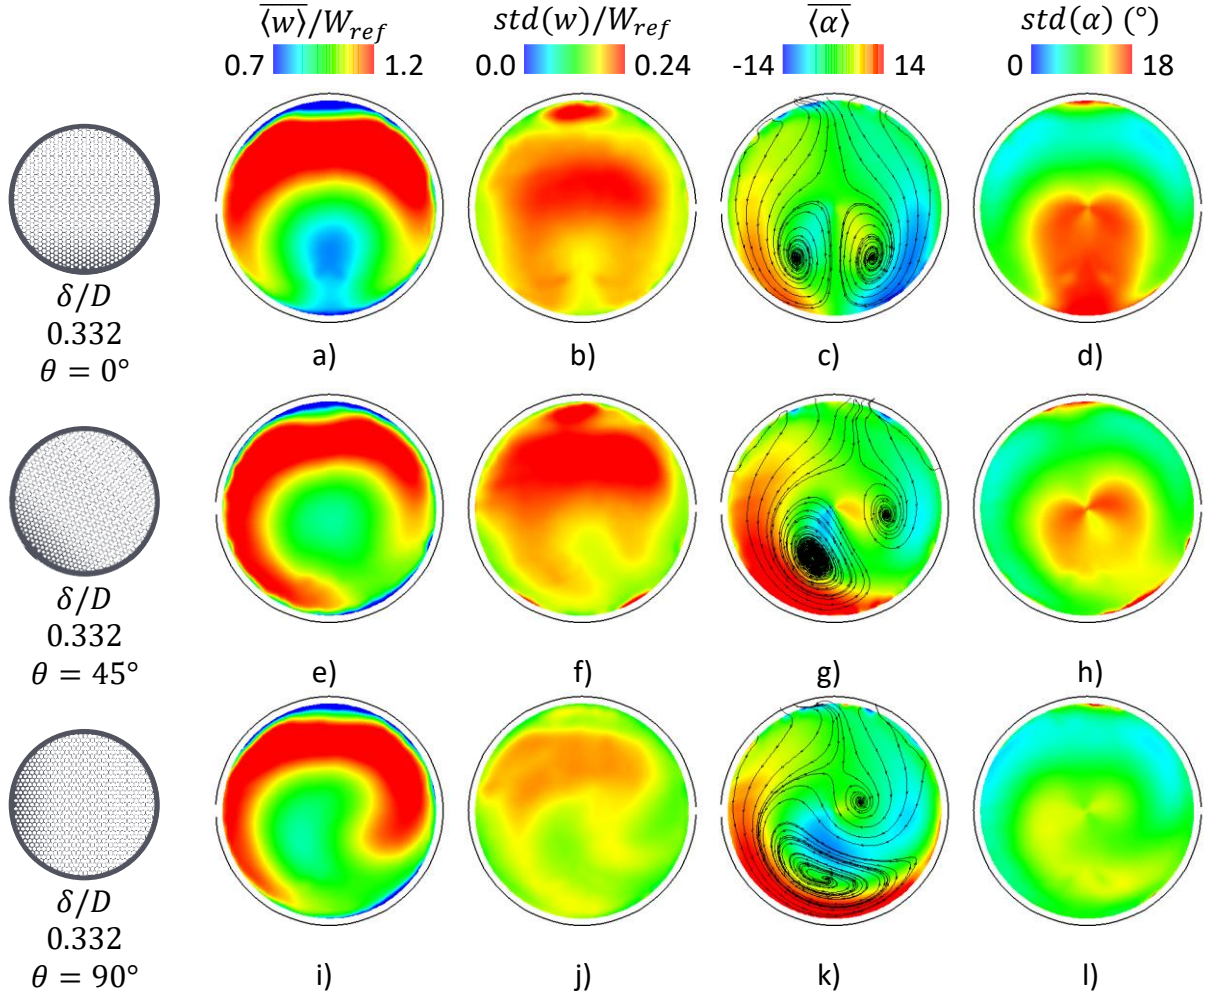 ⟨w⟩‾/W_ref std(w)/W_ref ⟨α⟩‾ std(α) (°)
0.7 1.2 0.0 0.24 -14 14 0 18
δ/D
0.332
θ = 0°
a) b) c) d)
δ/D
0.332
θ = 45°
e) f) g) h)
δ/D
0.332
θ = 90°
i) j) k) l)